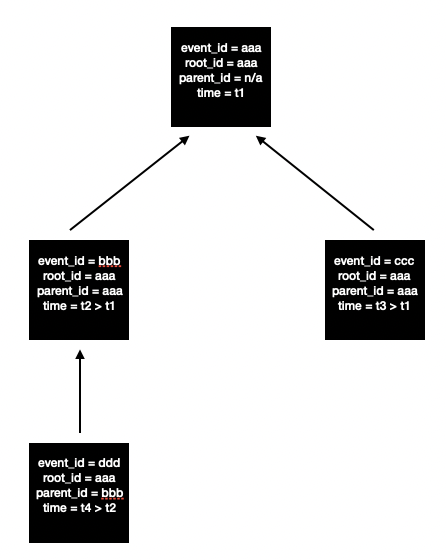 event_id = aaa
root_id = aaa
parent_id = n/a
time = t1
event_id = bbb
root_id = aaa
parent_id = aaa
time = t2 > t1
event_id = ccc
root_id = aaa
parent_id = aaa
time = t3 > t1
event_id = ddd
root_id = aaa
parent_id = bbb
time = t4 > t2